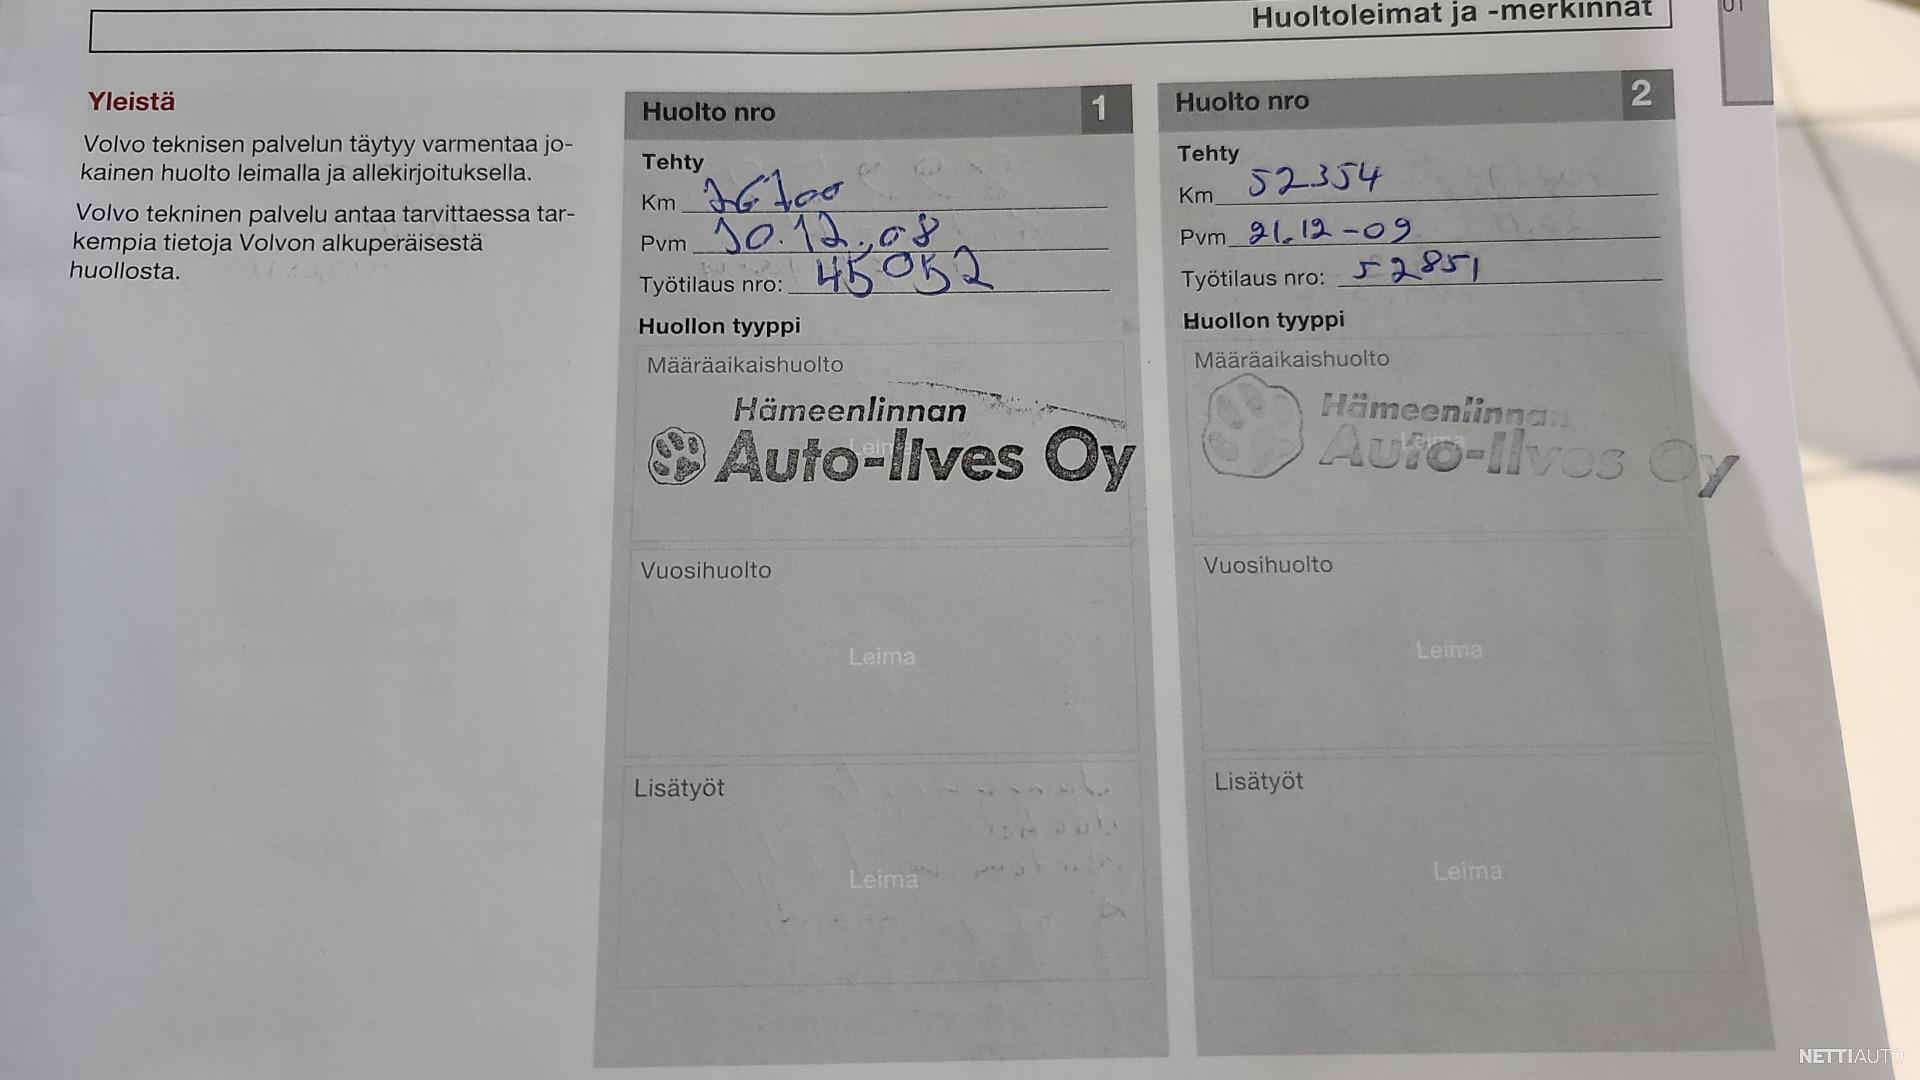 Huoltoleimat ja -merkinnät
01
Yleistä
Volvo teknisen palvelun täytyy varmentaa jo-
kainen huolto leimalla ja allekirjoituksella.
Volvo tekninen palvelu antaa tarvittaessa tar-
kempia tietoja Volvon alkuperäisestä
huollosta.
Huolto nro 1
Tehty
Km
Pvm 10.12.08
Työtilaus nro: 45052
Huollon tyyppi
Määräaikaishuolto
Leima
Hämeenlinnan
Auto-Ilves Oy
Vuosihuolto
Leima
Lisätyöt
Leima
Huolto nro 2
Tehty
Km 52354
Pvm 21.12-09
Työtilaus nro: 52851
Huollon tyyppi
Määräaikaishuolto
Leima
Hämeenlinnan
Auto-Ilves Oy
Vuosihuolto
Leima
Lisätyöt
Leima
NETTIAUTO